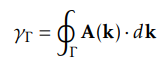 γ_Γ = ∮_Γ A(k) · dk